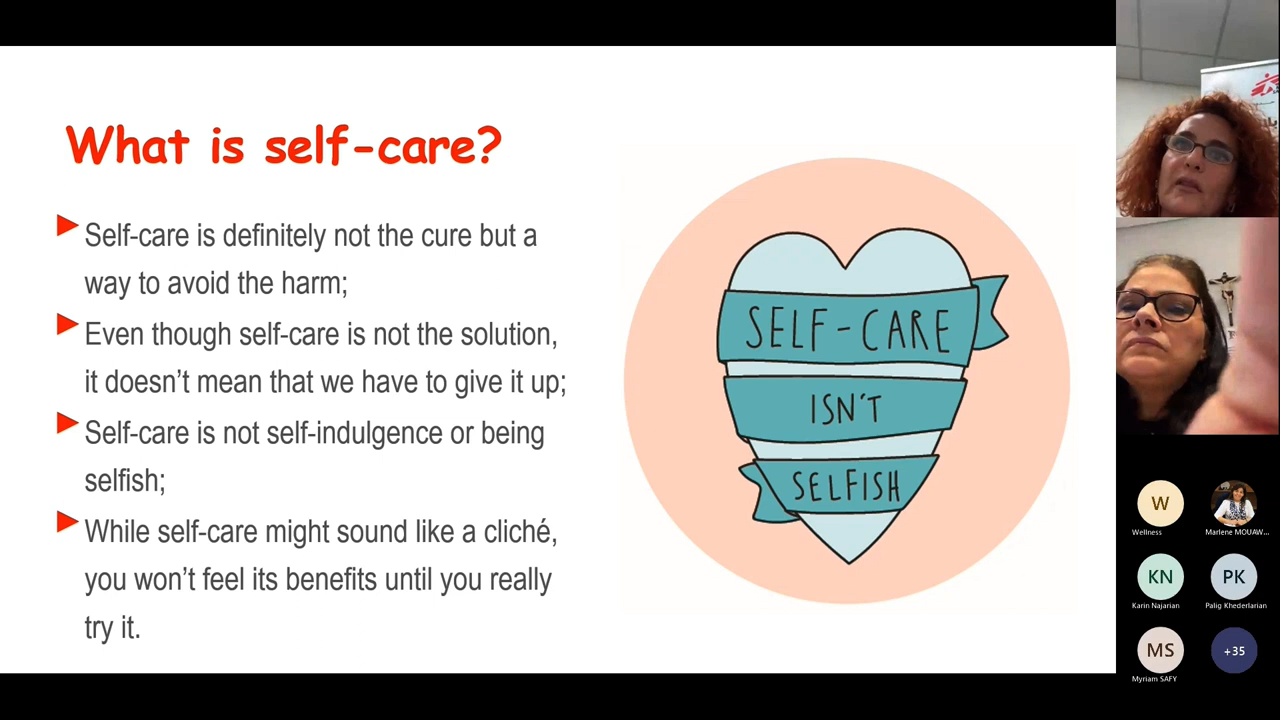 What is self-care?
Self-care is definitely not the cure but a
way to avoid the harm;
Even though self-care is not the solution,
it doesn’t mean that we have to give it up;
Self-care is not self-indulgence or being
selfish;
While self-care might sound like a cliché,
you won’t feel its benefits until you really
try it.
SELF-CARE
ISN'T
SELFISH
W
Wellness
Marlene MOUAW...
KN
Karin Najarian
PK
Palig Khederlarian
MS
Myriam SAFY
+35